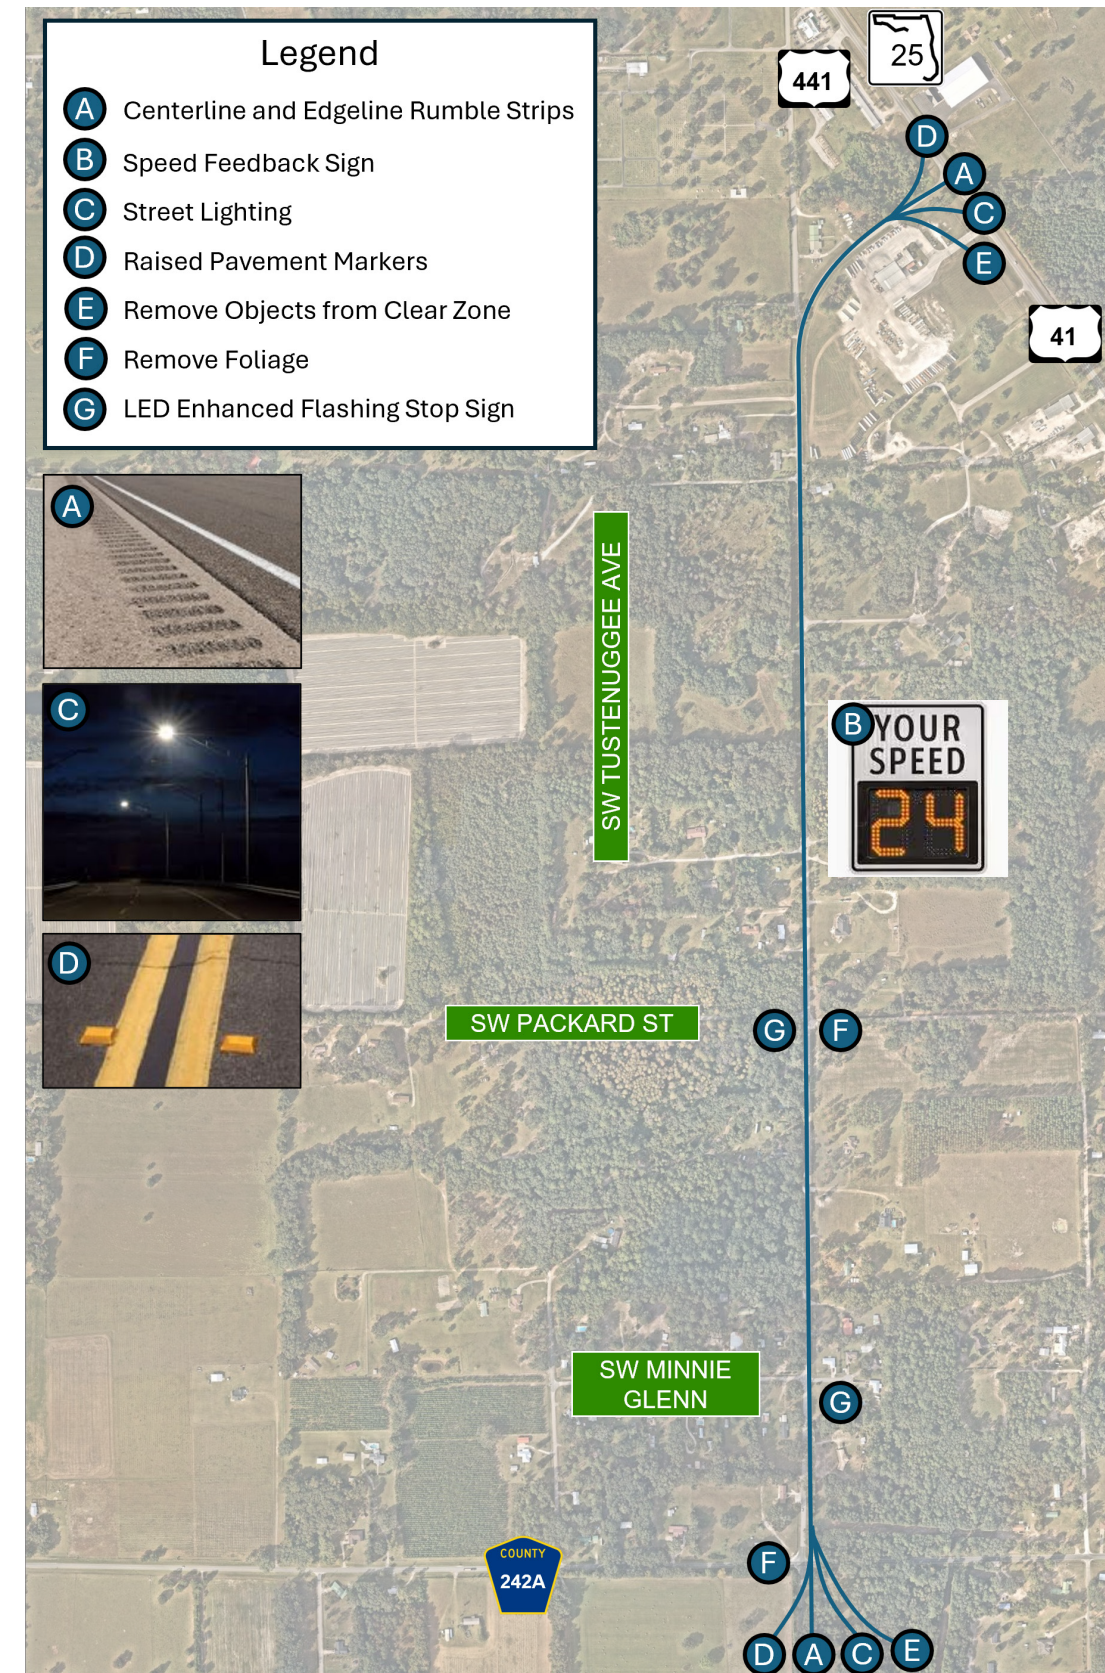 Legend
A Centerline and Edgeline Rumble Strips
B Speed Feedback Sign
C Street Lighting
D Raised Pavement Markers
E Remove Objects from Clear Zone
F Remove Foliage
G LED Enhanced Flashing Stop Sign
441
25
D
A
C
E
41
A
SW TUSTENUGGEE AVE
C
B
YOUR
SPEED
24
D
SW PACKARD ST
G
F
SW MINNIE
GLENN
G
COUNTY
242A
F
D
A
C
E